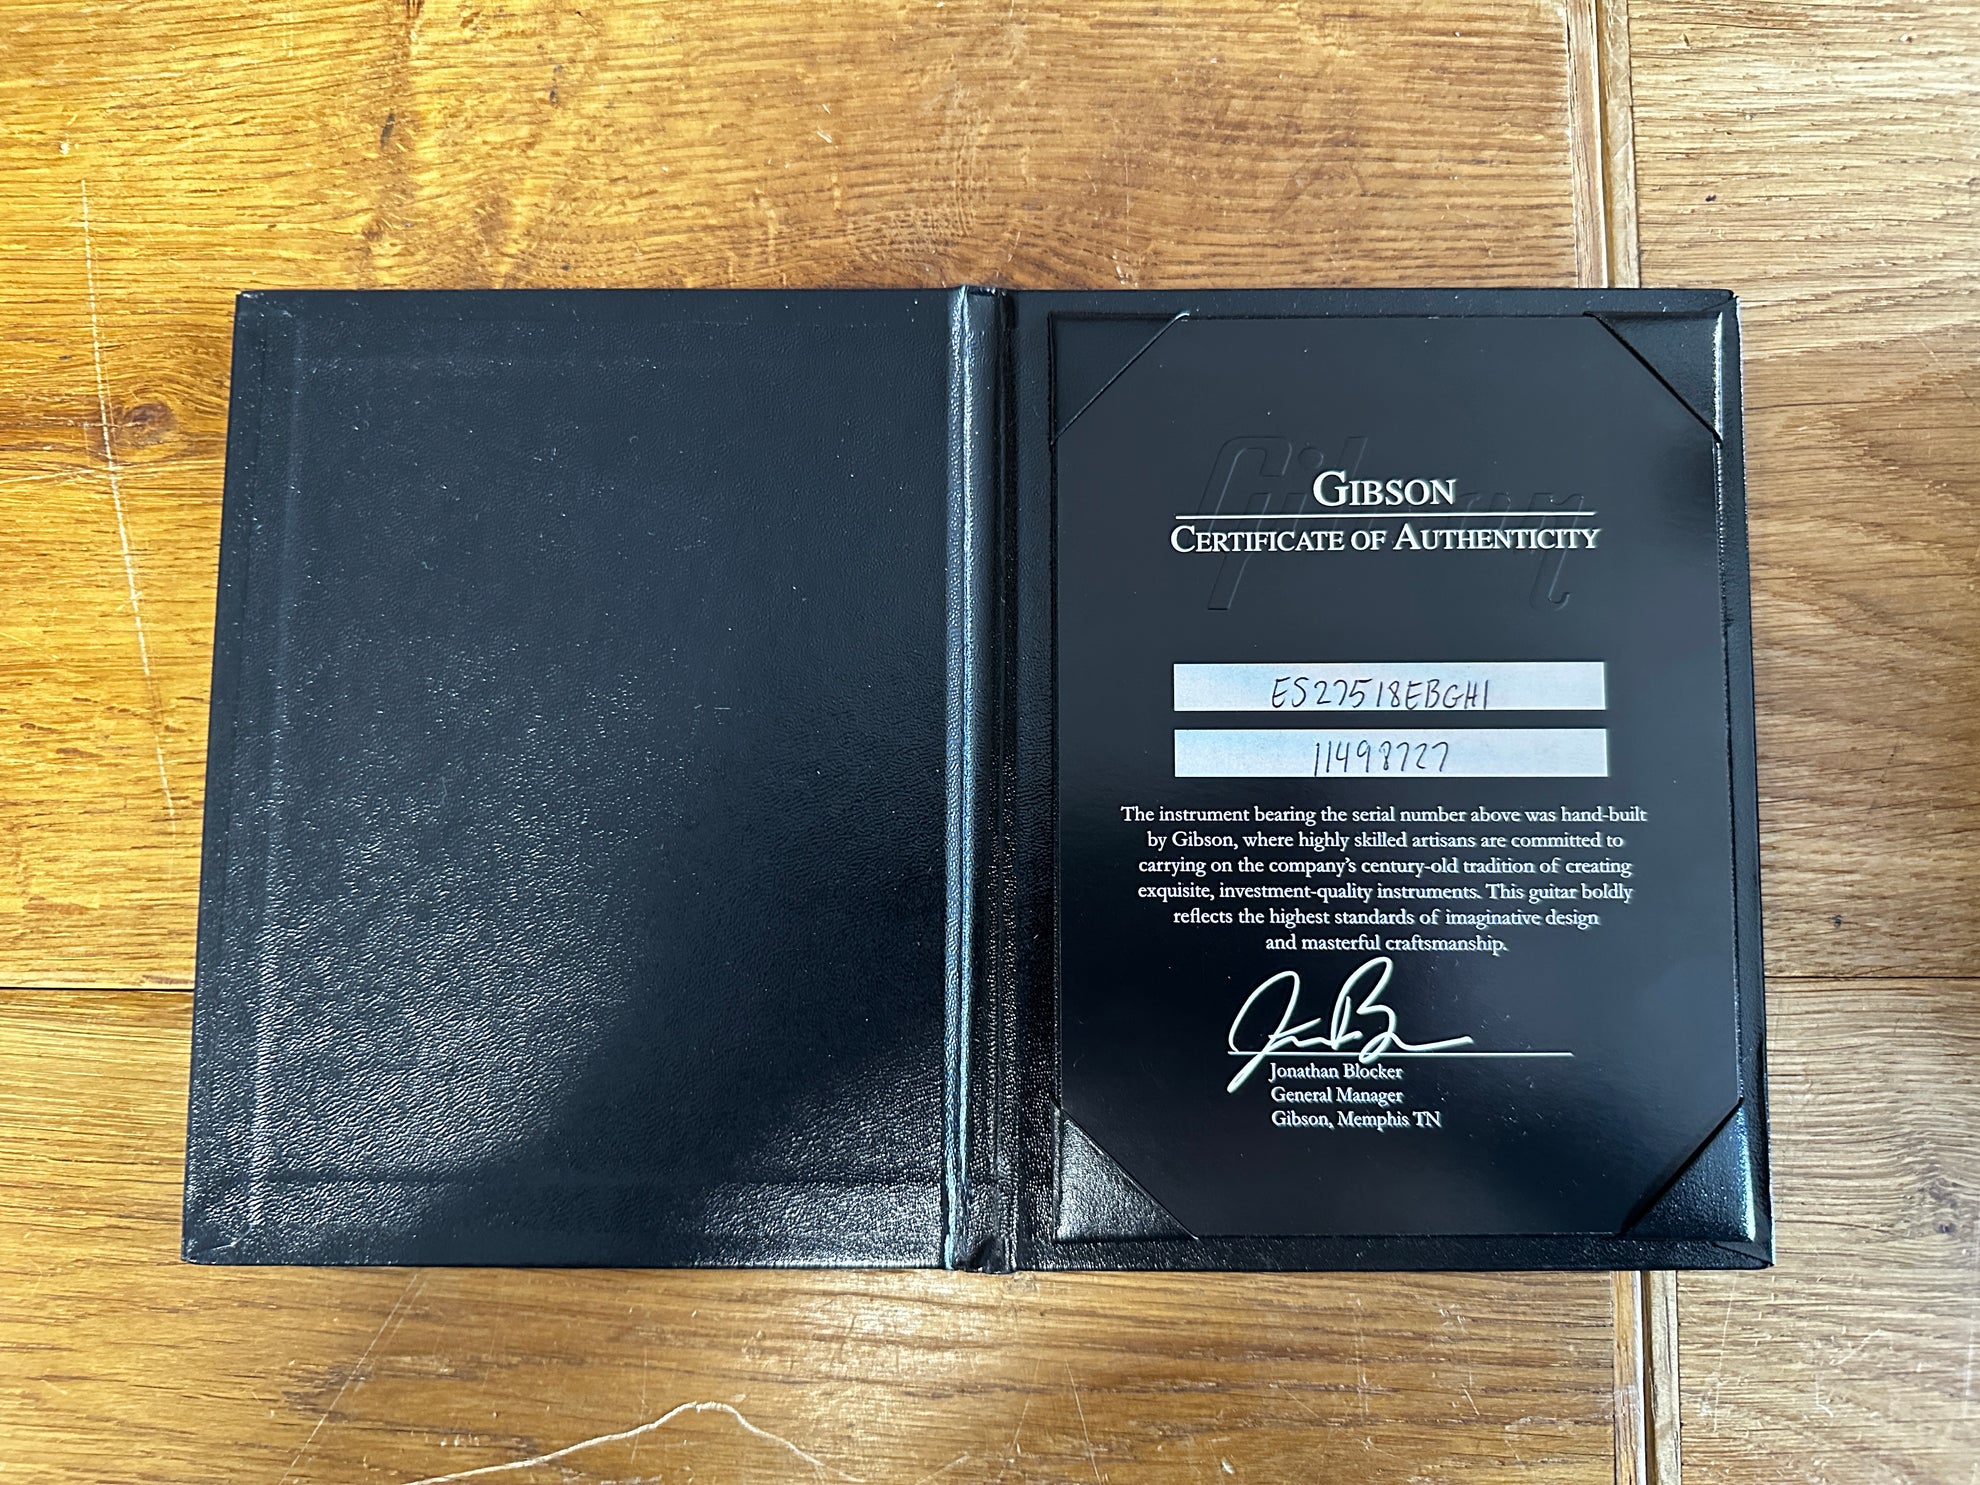 Gibson
GIBSON
CERTIFICATE OF AUTHENTICITY
ES27518EBGH1
11498727
The instrument bearing the serial number above was hand-built
by Gibson, where highly skilled artisans are committed to
carrying on the company's century-old tradition of creating
exquisite, investment-quality instruments. This guitar boldly
reflects the highest standards of imaginative design
and masterful craftsmanship.
Jonathan Blocker
General Manager
Gibson, Memphis TN